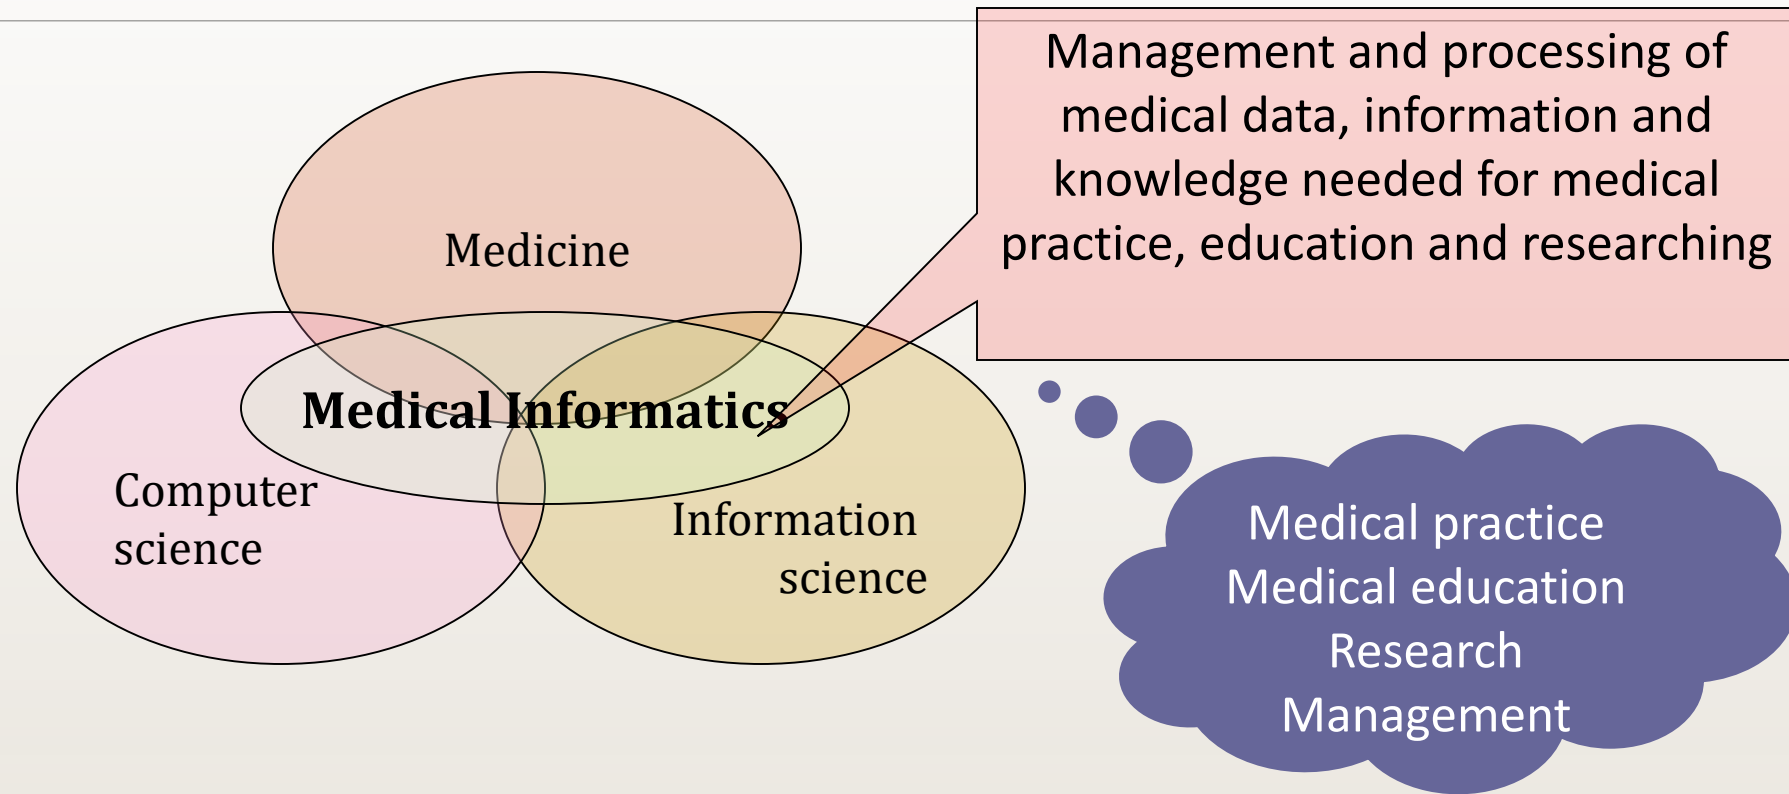 Management and processing of
medical data, information and
knowledge needed for medical
practice, education and researching
Medicine
Medical Informatics
Computer
science
Information
science
Medical practice
Medical education
Research
Management